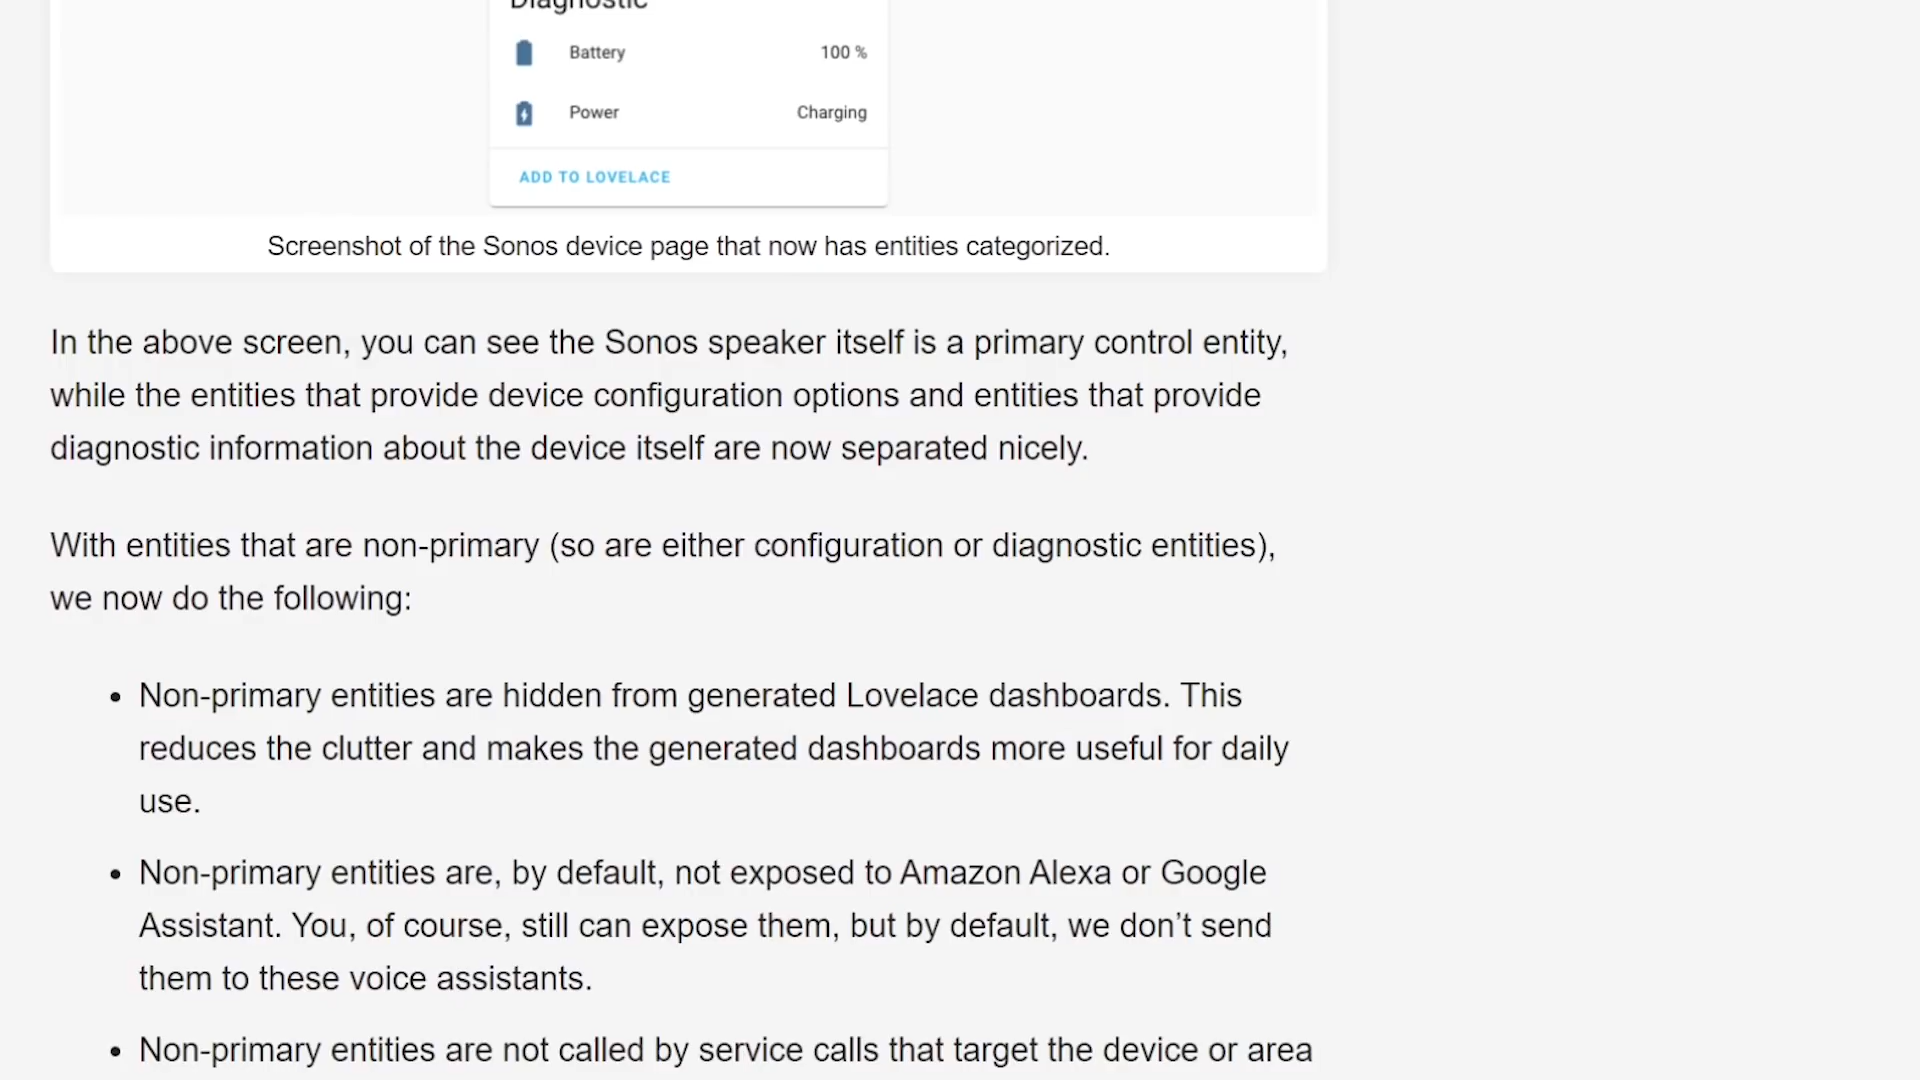 Diagnostic
Battery 100 %
Power Charging
ADD TO LOVELACE
Screenshot of the Sonos device page that now has entities categorized.
In the above screen, you can see the Sonos speaker itself is a primary control entity,
while the entities that provide device configuration options and entities that provide
diagnostic information about the device itself are now separated nicely.
With entities that are non-primary (so are either configuration or diagnostic entities),
we now do the following:
• Non-primary entities are hidden from generated Lovelace dashboards. This
reduces the clutter and makes the generated dashboards more useful for daily
use.
• Non-primary entities are, by default, not exposed to Amazon Alexa or Google
Assistant. You, of course, still can expose them, but by default, we don’t send
them to these voice assistants.
• Non-primary entities are not called by service calls that target the device or area